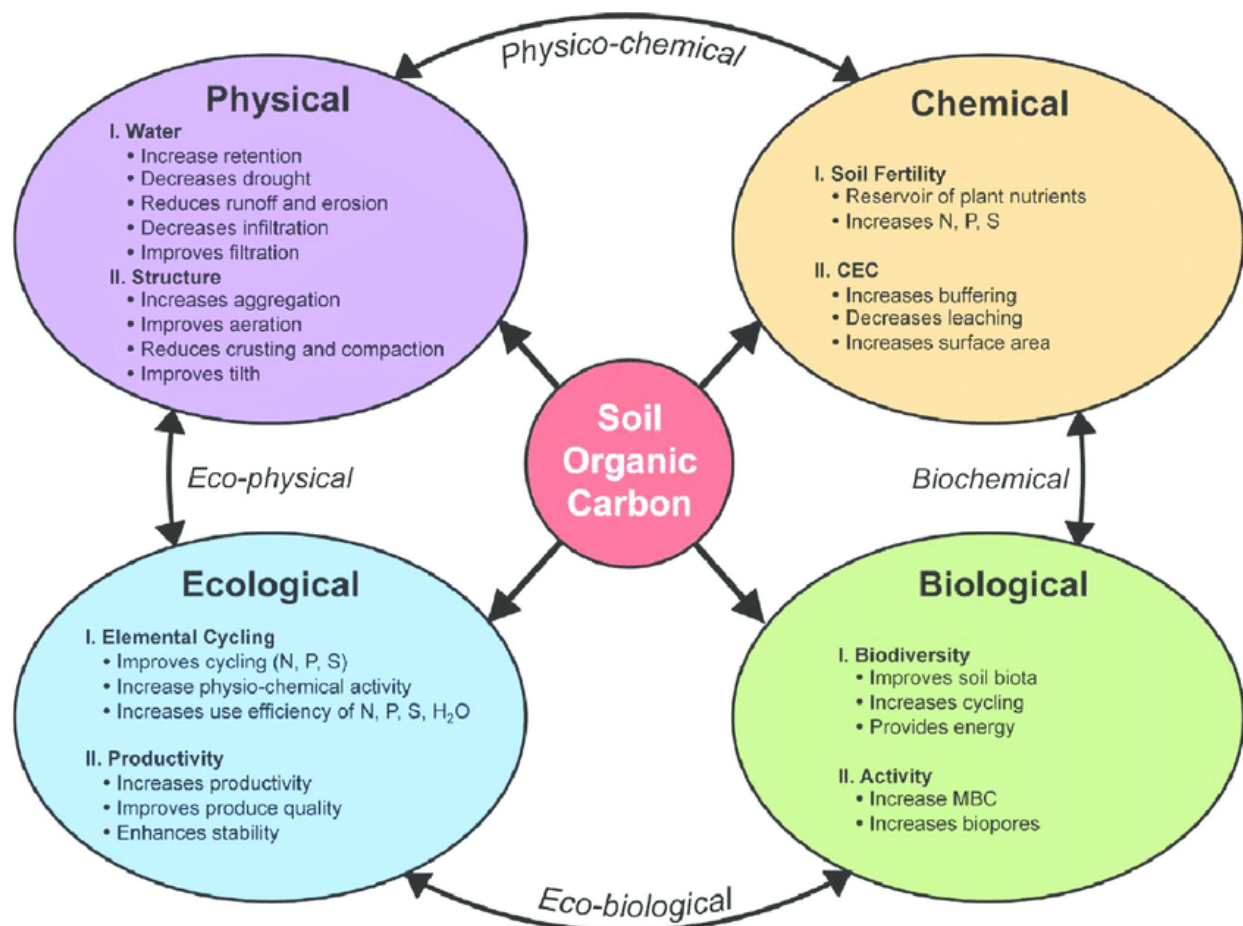 Physico-chemical
Physical
I. Water
• Increase retention
• Decreases drought
• Reduces runoff and erosion
• Decreases infiltration
• Improves filtration
II. Structure
• Increases aggregation
• Improves aeration
• Reduces crusting and compaction
• Improves tilth
Chemical
I. Soil Fertility
• Reservoir of plant nutrients
• Increases N, P, S
II. CEC
• Increases buffering
• Decreases leaching
• Increases surface area
Soil
Organic
Carbon
Eco-physical
Biochemical
Ecological
I. Elemental Cycling
• Improves cycling (N, P, S)
• Increase physio-chemical activity
• Increases use efficiency of N, P, S, H₂O
II. Productivity
• Increases productivity
• Improves produce quality
• Enhances stability
Biological
I. Biodiversity
• Improves soil biota
• Increases cycling
• Provides energy
II. Activity
• Increase MBC
• Increases biopores
Eco-biological